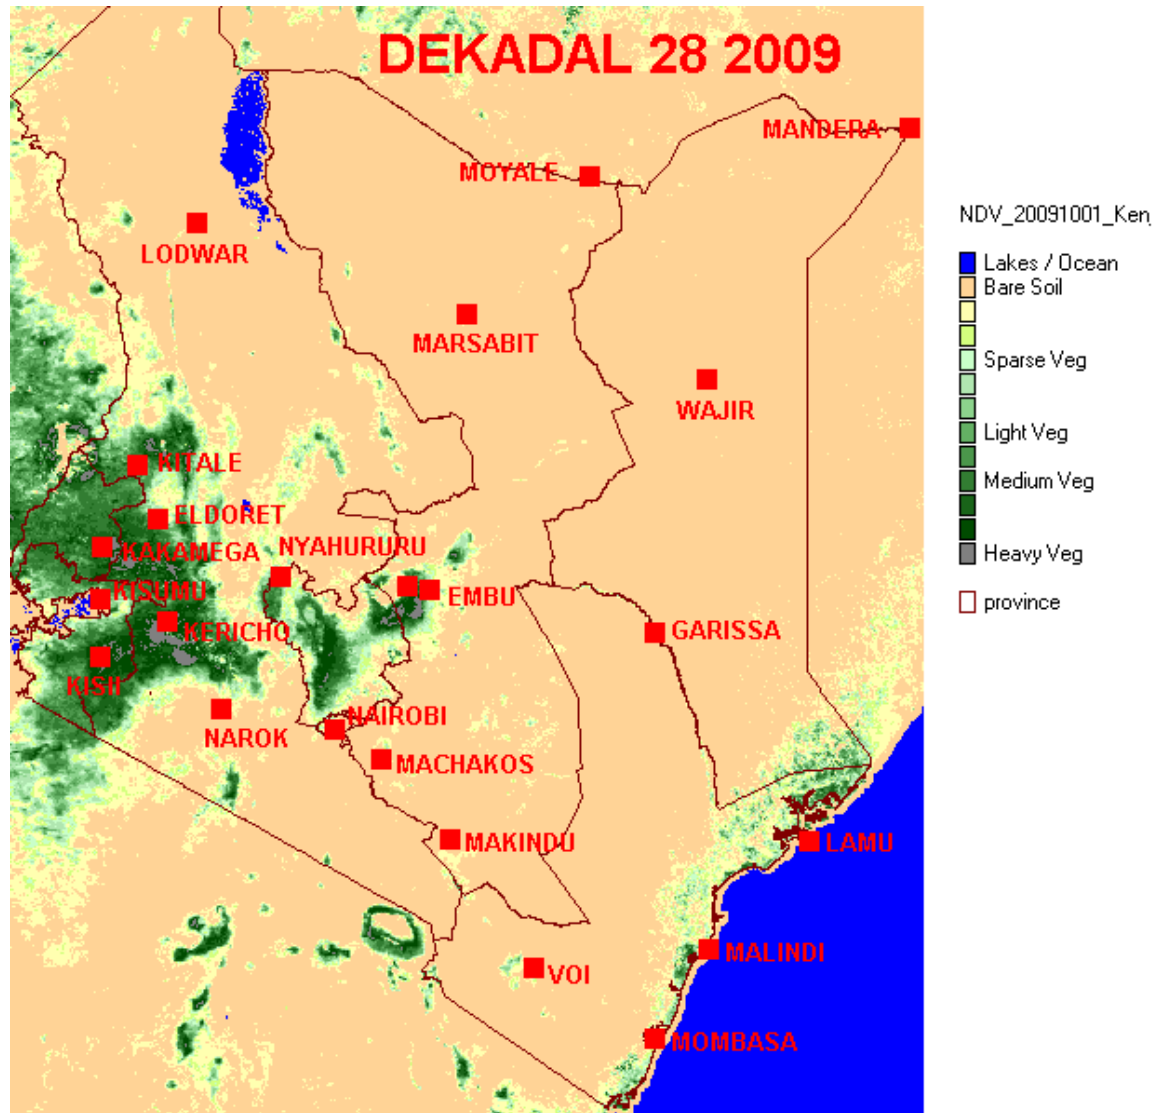 DEKADAL 28 2009
MANDERA
MOYALE
NDV_20091001_Ken
LODWAR
Lakes / Ocean
Bare Soil
MARSABIT
Sparse Veg
WAJIR
Light Veg
KITALE
Medium Veg
ELDORET
KAKAMEGA
NYAHURURU
Heavy Veg
KISUMU
EMBU
province
KERICHO
GARISSA
KISII
NAROK
NAIROBI
MACHAKOS
MAKINDU
LAMU
MALINDI
VOI
MOMBASA